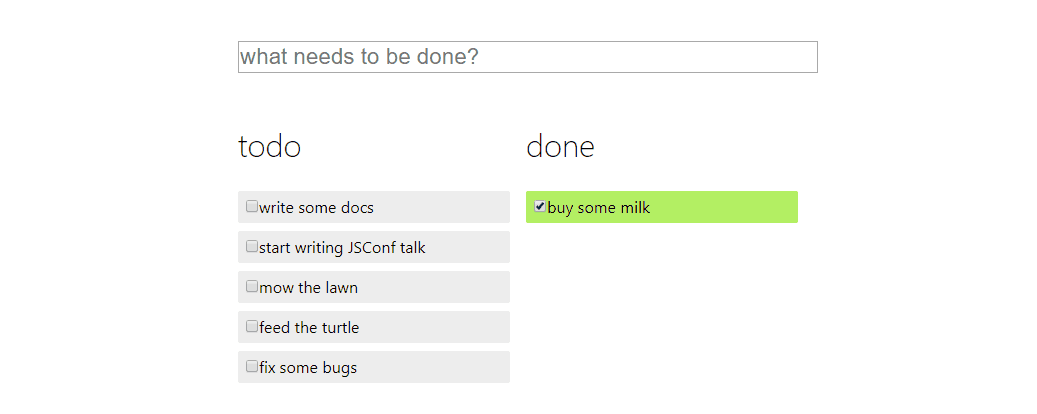 what needs to be done?
todo
write some docs
start writing JSConf talk
mow the lawn
feed the turtle
fix some bugs
done
buy some milk